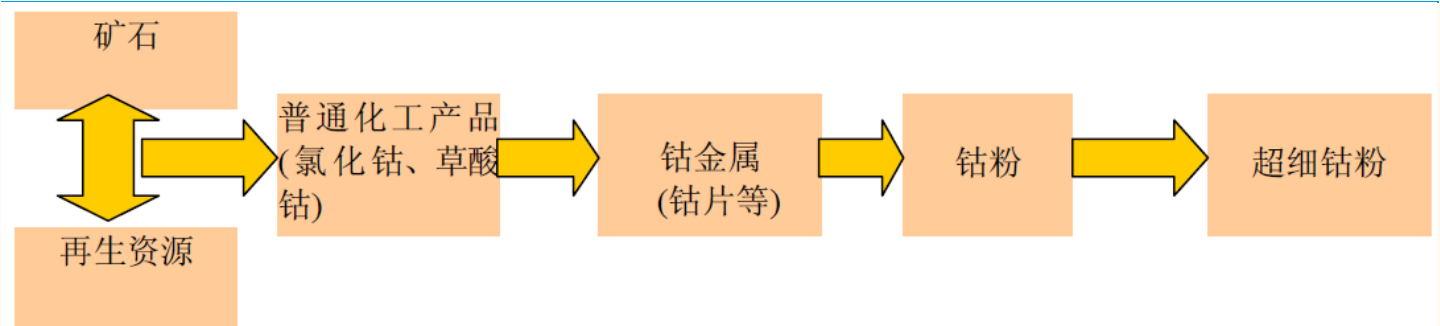 矿石
再生资源
普通化工产品
(氯化钴、草酸
钴)
钴金属
(钴片等)
钴粉
超细钴粉